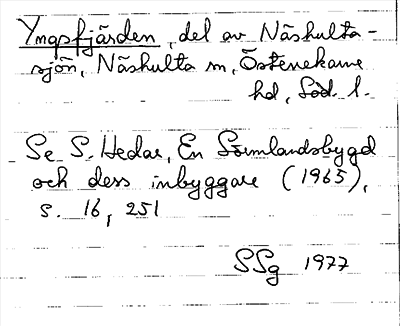 Yngsfjärden, del av Näshulta-
sjön, Näshulta sn, Österrekarne
hd, Söd. l.
Se S. Hedar, En Sörmlandsbygd
och dess inbyggare (1965),
s. 16, 251
SSg 1977